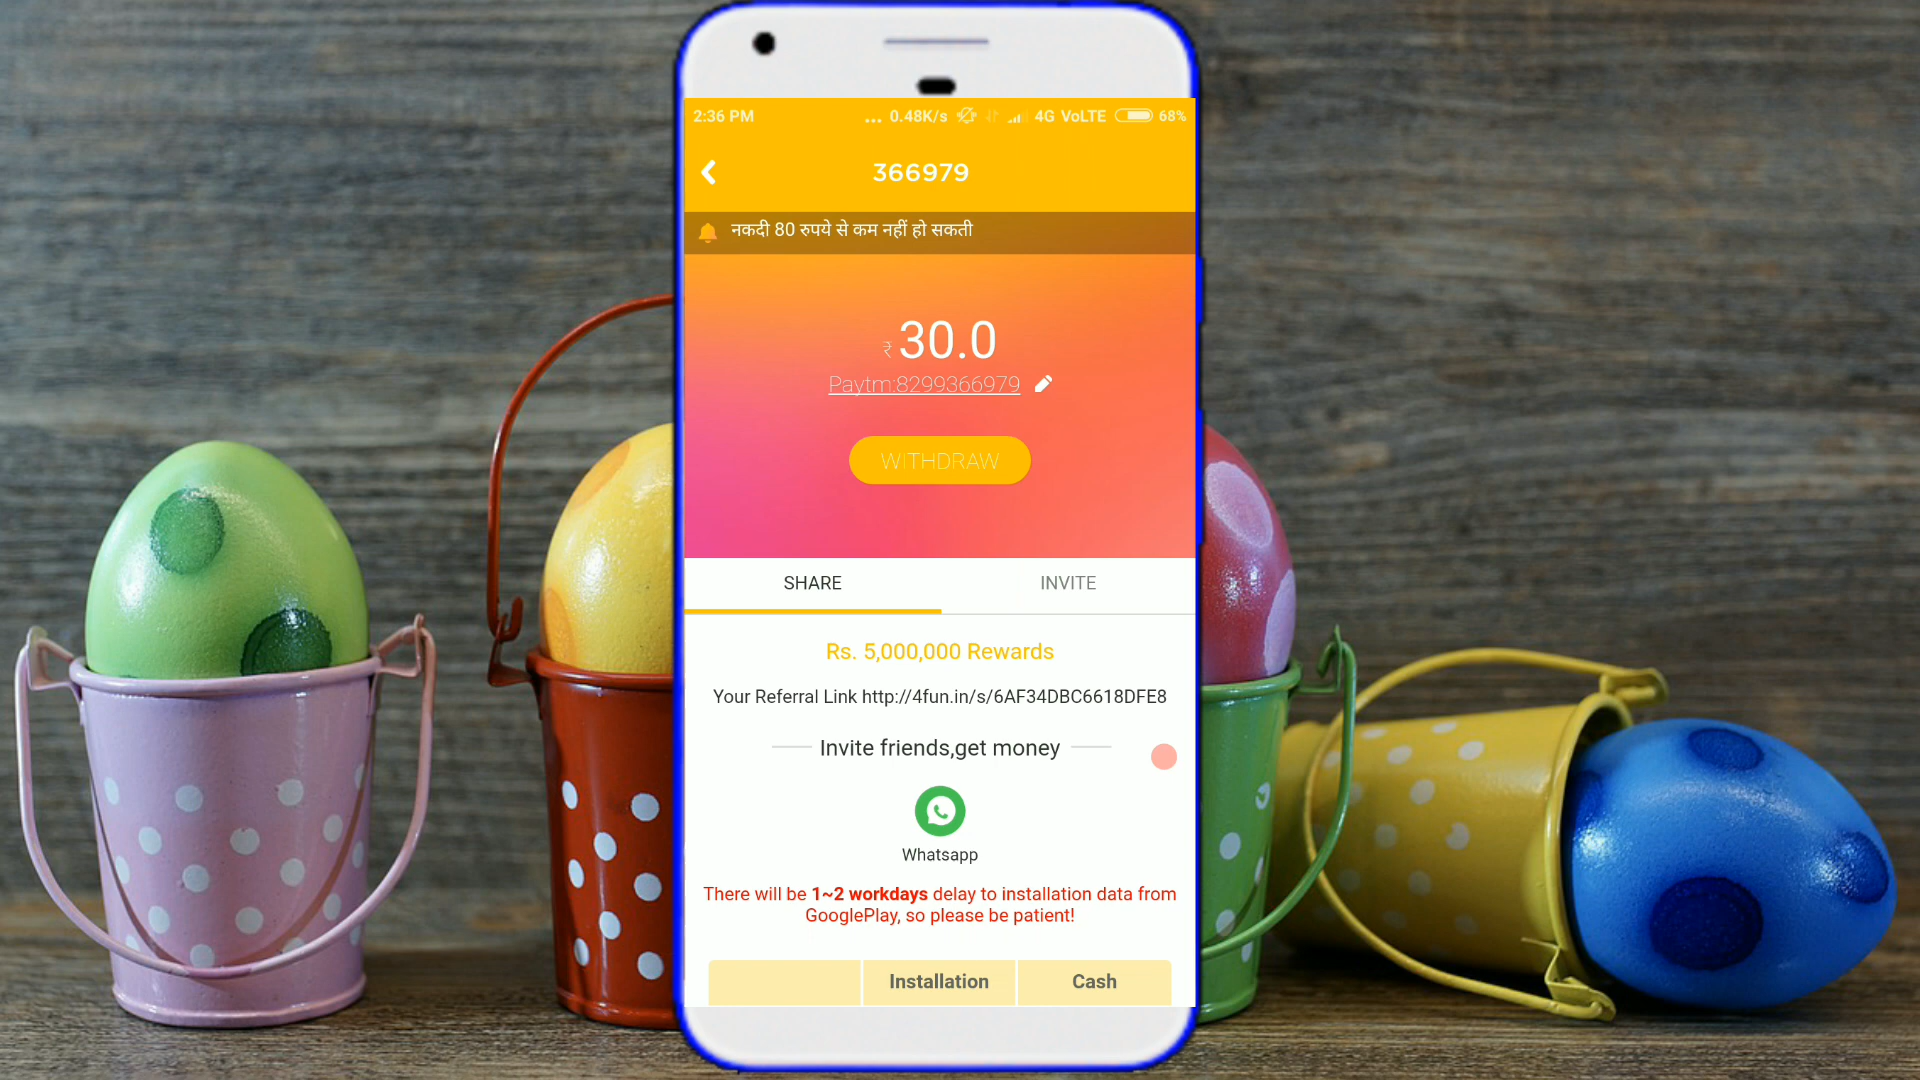 2:36 PM ... 0.48K/s 4G VoLTE 68%
366979
नकदी 80 रुपये से कम नहीं हो सकती
₹ 30.0
Paytm:8299366979
WITHDRAW
SHARE INVITE
Rs. 5,000,000 Rewards
Your Referral Link http://4fun.in/s/6AF34DBC6618DFE8
Invite friends,get money
Whatsapp
There will be 1~2 workdays delay to installation data from
GooglePlay, so please be patient!
Installation Cash